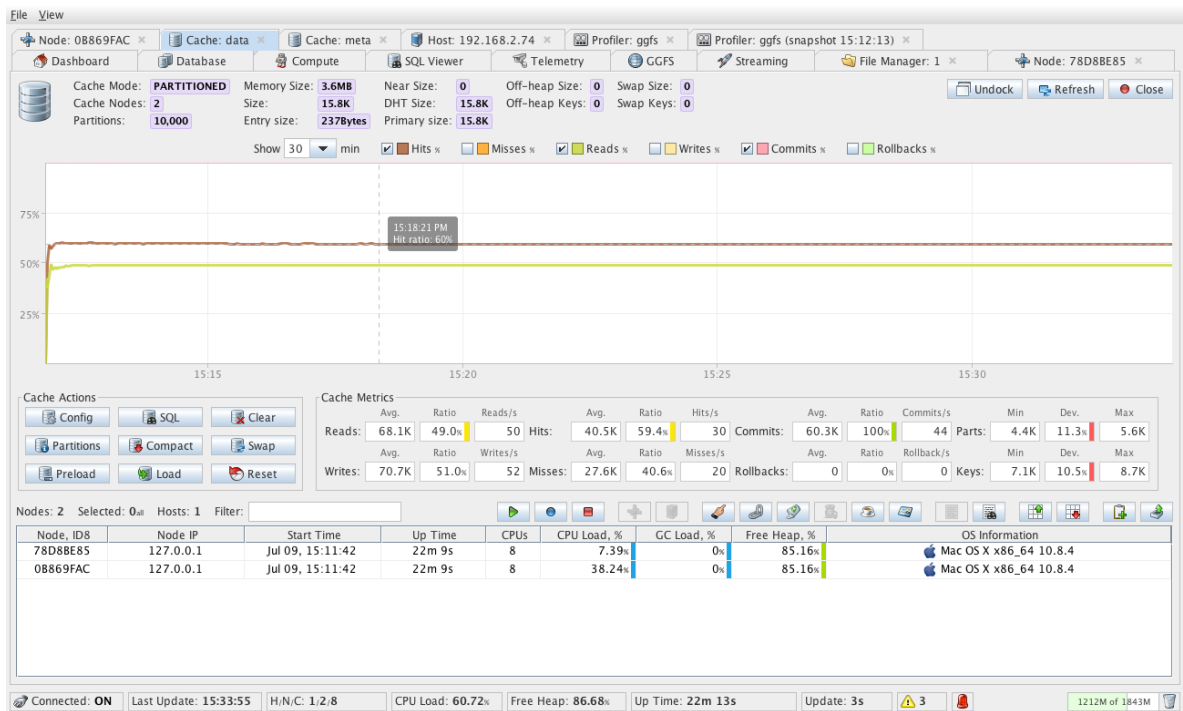 File View
Node: 0B869FAC × Cache: data × Cache: meta × Host: 192.168.2.74 × Profiler: ggfs × Profiler: ggfs (snapshot 15:12:13) ×
Dashboard Database Compute SQL Viewer Telemetry GGFS Streaming File Manager: 1 × Node: 78D8BE85 ×
Cache Mode: PARTITIONED Memory Size: 3.6MB Near Size: 0 Off-heap Size: 0 Swap Size: 0 Undock Refresh Close
Cache Nodes: 2 Size: 15.8K DHT Size: 15.8K Off-heap Keys: 0 Swap Keys: 0
Partitions: 10,000 Entry size: 237Bytes Primary size: 15.8K
Show 30 min Hits % Misses % Reads % Writes % Commits % Rollbacks %
75%
15:18:21 PM
Hit ratio: 60%
50%
25%
15:15 15:20 15:25 15:30
Cache Actions Cache Metrics
Avg. Ratio Reads/s Avg. Ratio Hits/s Avg. Ratio Commits/s Min Dev. Max
Config SQL Clear Reads: 68.1K 49.0% 50 Hits: 40.5K 59.4% 30 Commits: 60.3K 100% 44 Parts: 4.4K 11.3% 5.6K
Partitions Compact Swap
Avg. Ratio Writes/s Avg. Ratio Misses/s Avg. Ratio Rollback/s Min Dev. Max
Preload Load Reset Writes: 70.7K 51.0% 52 Misses: 27.6K 40.6% 20 Rollbacks: 0 0% 0 Keys: 7.1K 10.5% 8.7K
Nodes: 2 Selected: 0all Hosts: 1 Filter:
Node, ID8 Node IP Start Time Up Time CPUs CPU Load, % GC Load, % Free Heap, % OS Information
78D8BE85 127.0.0.1 Jul 09, 15:11:42 22m 9s 8 7.39% 0% 85.16% Mac OS X x86_64 10.8.4
0B869FAC 127.0.0.1 Jul 09, 15:11:42 22m 9s 8 38.24% 0% 85.16% Mac OS X x86_64 10.8.4
Connected: ON Last Update: 15:33:55 H/N/C: 1/2/8 CPU Load: 60.72% Free Heap: 86.68% Up Time: 22m 13s Update: 3s 3 1212M of 1843M